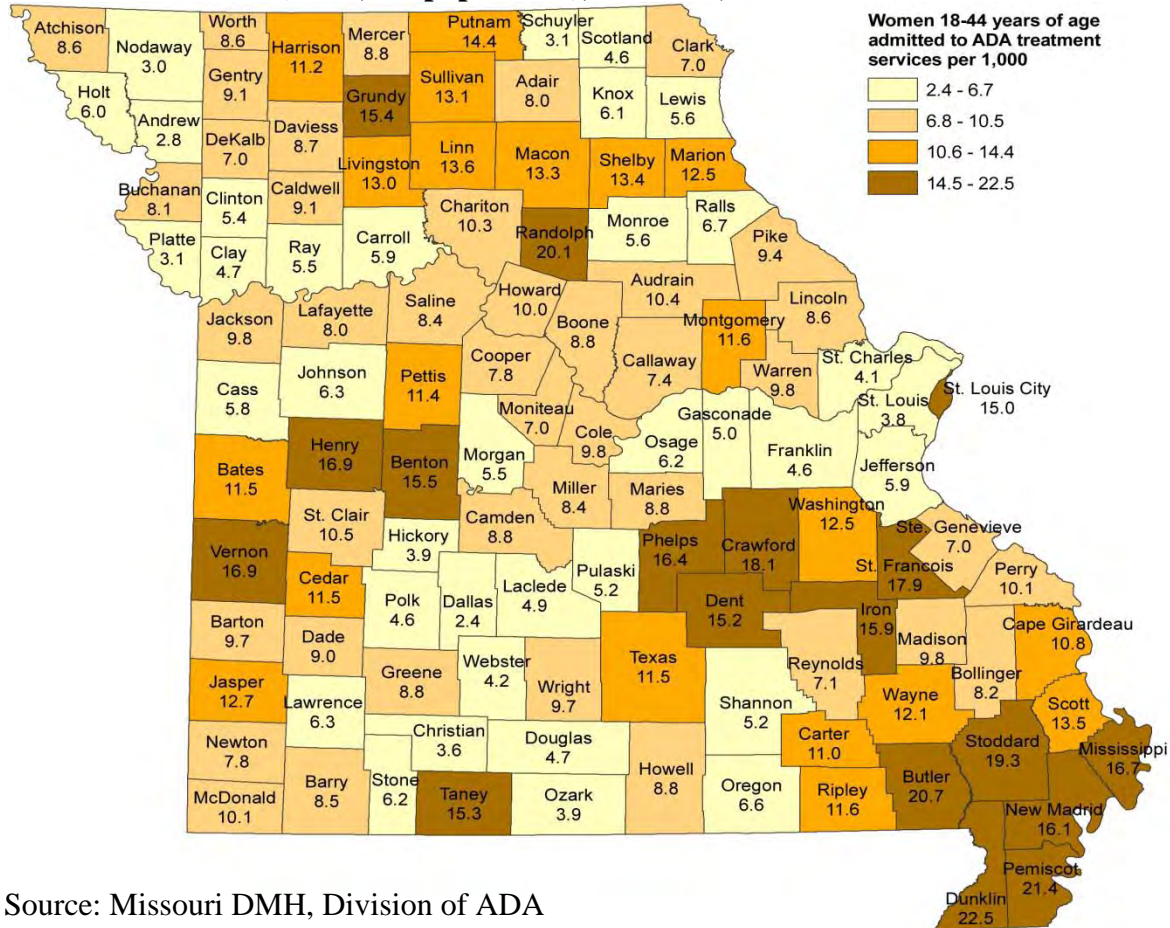 Women 18-44 years of age
admitted to ADA treatment
services per 1,000
2.4 - 6.7
6.8 - 10.5
10.6 - 14.4
14.5 - 22.5
Atchison
8.6
Nodaway
3.0
Worth
8.6
Harrison
11.2
Mercer
8.8
Putnam
14.4
Schuyler
3.1
Scotland
4.6
Clark
7.0
Holt
6.0
Andrew
2.8
Gentry
9.1
Grundy
15.4
Sullivan
13.1
Adair
8.0
Knox
6.1
Lewis
5.6
DeKalb
7.0
Daviess
8.7
Livingston
13.0
Linn
13.6
Macon
13.3
Shelby
13.4
Marion
12.5
Buchanan
8.1
Clinton
5.4
Caldwell
9.1
Chariton
10.3
Randolph
20.1
Monroe
5.6
Ralls
6.7
Pike
9.4
Platte
3.1
Clay
4.7
Ray
5.5
Carroll
5.9
Audrain
10.4
Lincoln
8.6
Jackson
9.8
Lafayette
8.0
Saline
8.4
Howard
10.0
Boone
8.8
Callaway
7.4
Montgomery
11.6
Warren
9.8
St. Charles
4.1
St. Louis City
15.0
St. Louis
3.8
Cass
5.8
Johnson
6.3
Pettis
11.4
Cooper
7.8
Moniteau
7.0
Cole
9.8
Osage
6.2
Gasconade
5.0
Franklin
4.6
Jefferson
5.9
Bates
11.5
Henry
16.9
Benton
15.5
Morgan
5.5
Miller
8.4
Maries
8.8
Washington
12.5
Ste. Genevieve
7.0
St. Clair
10.5
Hickory
3.9
Camden
8.8
Phelps
16.4
Crawford
18.1
St. Francois
17.9
Perry
10.1
Vernon
16.9
Cedar
11.5
Polk
4.6
Dallas
2.4
Laclede
4.9
Pulaski
5.2
Dent
15.2
Iron
15.9
Madison
9.8
Cape Girardeau
10.8
Barton
9.7
Dade
9.0
Greene
8.8
Webster
4.2
Wright
9.7
Texas
11.5
Shannon
5.2
Reynolds
7.1
Wayne
12.1
Bollinger
8.2
Scott
13.5
Jasper
12.7
Lawrence
6.3
Christian
3.6
Douglas
4.7
Carter
11.0
Stoddard
19.3
Mississippi
16.7
Newton
7.8
Barry
8.5
Stone
6.2
Taney
15.3
Ozark
3.9
Howell
8.8
Oregon
6.6
Ripley
11.6
Butler
20.7
New Madrid
16.1
McDonald
10.1
Pemiscot
21.4
Dunklin
22.5
Source: Missouri DMH, Division of ADA